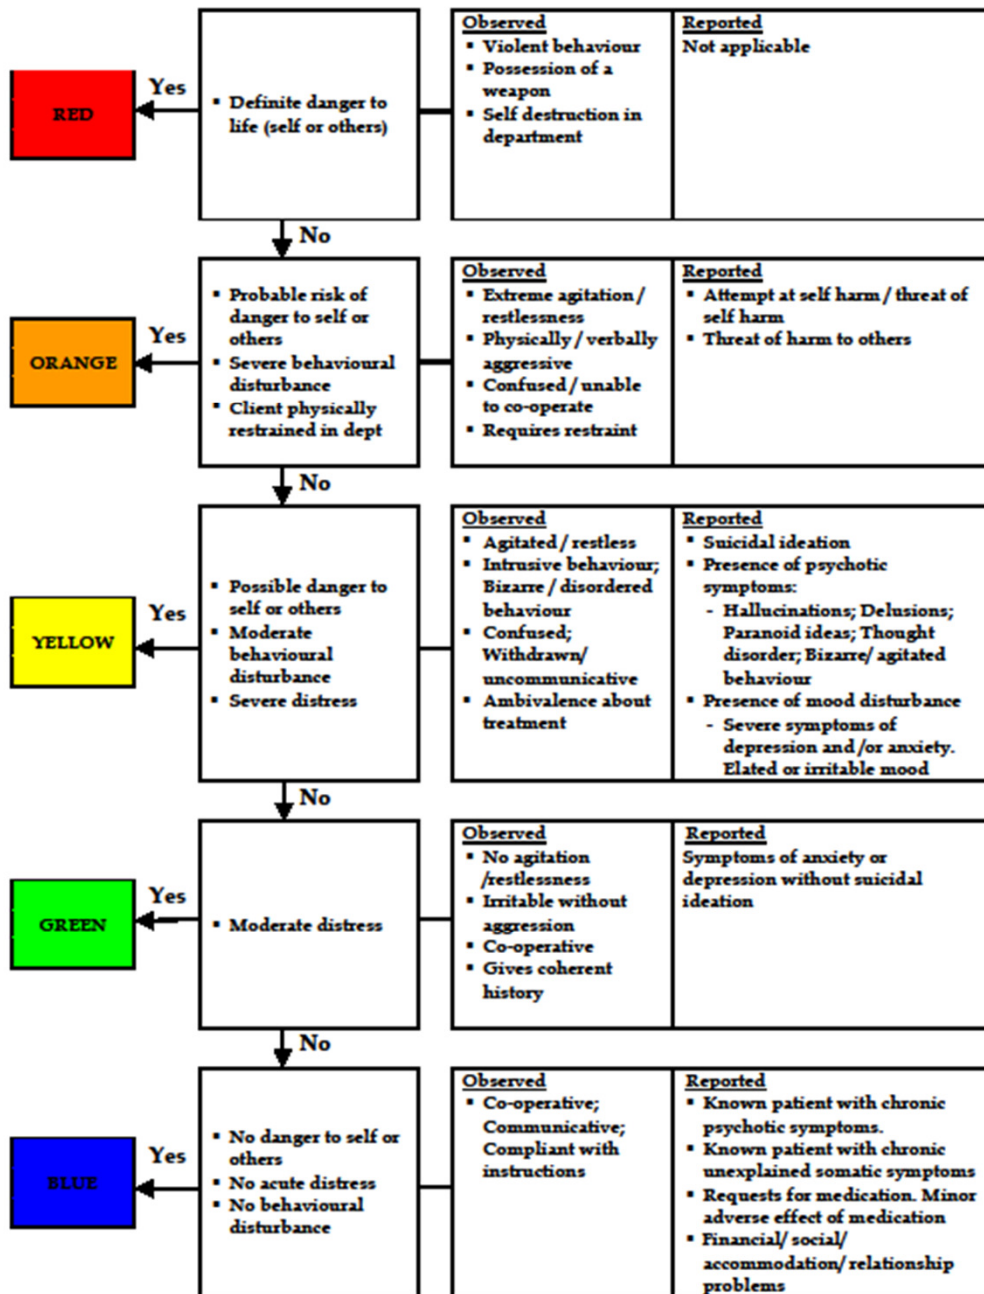 RED
Yes
▪ Definite danger to
life (self or others)
Observed
▪ Violent behaviour
▪ Possession of a
weapon
▪ Self destruction in
department
Reported
Not applicable
No
ORANGE
Yes
▪ Probable risk of
danger to self or
others
▪ Severe behavioural
disturbance
▪ Client physically
restrained in dept
Observed
▪ Extreme agitation /
restlessness
▪ Physically / verbally
aggressive
▪ Confused / unable
to co-operate
▪ Requires restraint
Reported
▪ Attempt at self harm / threat of
self harm
▪ Threat of harm to others
No
YELLOW
Yes
▪ Possible danger to
self or others
▪ Moderate
behavioural
disturbance
▪ Severe distress
Observed
▪ Agitated / restless
▪ Intrusive behaviour;
Bizarre / disordered
behaviour
▪ Confused;
Withdrawn/
uncommunicative
▪ Ambivalence about
treatment
Reported
▪ Suicidal ideation
▪ Presence of psychotic
symptoms:
- Hallucinations; Delusions;
Paranoid ideas; Thought
disorder; Bizarre/ agitated
behaviour
▪ Presence of mood disturbance
- Severe symptoms of
depression and /or anxiety.
Elated or irritable mood
No
GREEN
Yes
▪ Moderate distress
Observed
▪ No agitation
/restlessness
▪ Irritable without
aggression
▪ Co-operative
▪ Gives coherent
history
Reported
Symptoms of anxiety or
depression without suicidal
ideation
No
BLUE
Yes
▪ No danger to self or
others
▪ No acute distress
▪ No behavioural
disturbance
Observed
▪ Co-operative;
Communicative;
Compliant with
instructions
Reported
▪ Known patient with chronic
psychotic symptoms.
▪ Known patient with chronic
unexplained somatic symptoms
▪ Requests for medication. Minor
adverse effect of medication
▪ Financial/ social/
accommodation/ relationship
problems